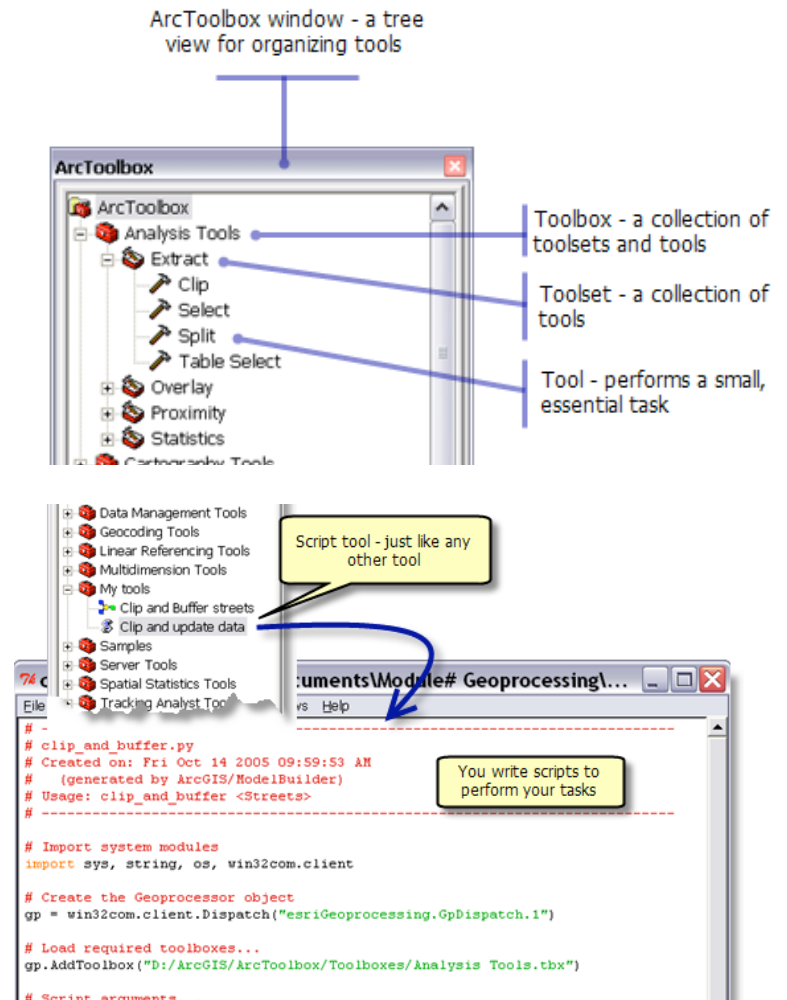 ArcToolbox window - a tree
view for organizing tools
ArcToolbox
ArcToolbox
Analysis Tools
Toolbox - a collection of
toolsets and tools
Extract
Clip
Toolset - a collection of
tools
Select
Split
Table Select
Tool - performs a small,
essential task
Overlay
Proximity
Statistics
Cartography Tools
Data Management Tools
Geocoding Tools
Linear Referencing Tools
Multidimension Tools
My tools
Clip and Buffer streets
Clip and update data
Samples
Server Tools
Spatial Statistics Tools
Tracking Analyst
Script tool - just like any
other tool
Module# Geoprocessing\...
File Help
# -----------------------------------------------------------------------
# clip_and_buffer.py
# Created on: Fri Oct 14 2005 09:59:53 AM
#   (generated by ArcGIS/ModelBuilder)
# Usage: clip_and_buffer <Streets>
# -----------------------------------------------------------------------
You write scripts to
perform your tasks
# Import system modules
import sys, string, os, win32com.client
# Create the Geoprocessor object
gp = win32com.client.Dispatch("esriGeoprocessing.GpDispatch.1")
# Load required toolboxes...
gp.AddToolbox("D:/ArcGIS/ArcToolbox/Toolboxes/Analysis Tools.tbx")
# Script arguments